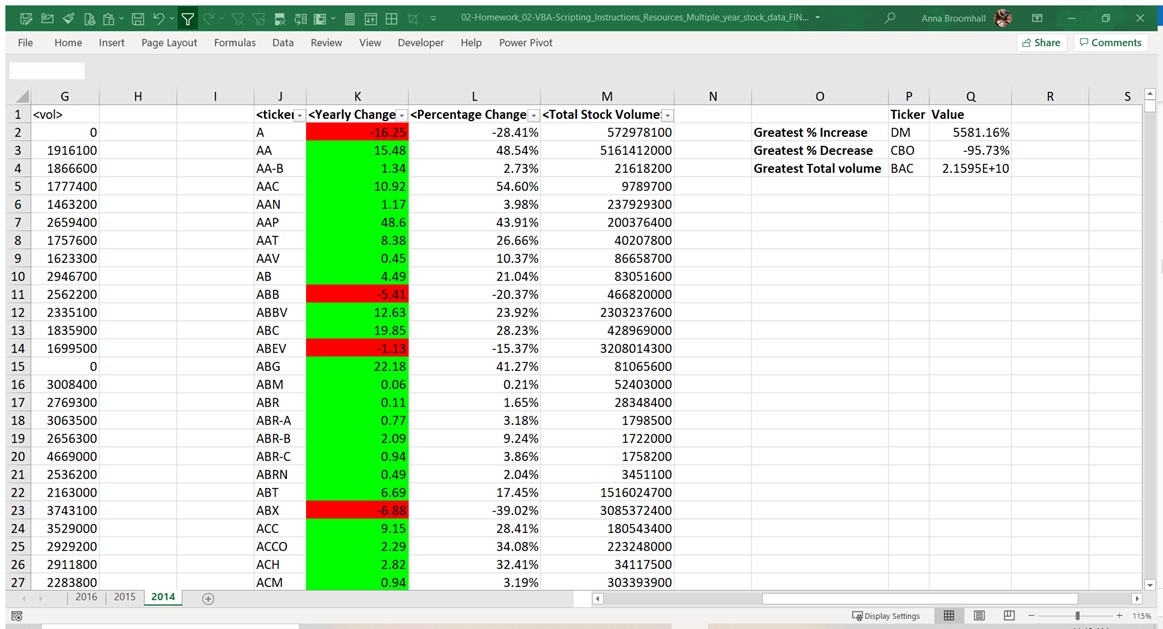 02-Homework_02-VBA-Scripting_Instructions_Resources_Multiple_year_stock_data_FIN... Anna Broomhall
File Home Insert Page Layout Formulas Data Review View Developer Help Power Pivot Share Comments
G H I J K L M N O P Q R S
1 <vol> <ticker <Yearly Change <Percentage Change <Total Stock Volume Ticker Value
2 0 A -16.25 -28.41% 572978100 Greatest % Increase DM 5581.16%
3 1916100 AA 15.48 48.54% 5161412000 Greatest % Decrease CBO -95.73%
4 1866600 AA-B 1.34 2.73% 21618200 Greatest Total volume BAC 2.1595E+10
5 1777400 AAC 10.92 54.60% 9789700
6 1463200 AAN 1.17 3.98% 237929300
7 2659400 AAP 48.6 43.91% 200376400
8 1757600 AAT 8.38 26.66% 40207800
9 1623300 AAV 0.45 10.37% 86658700
10 2946700 AB 4.49 21.04% 83051600
11 2562200 ABB -5.41 -20.37% 466820000
12 2335100 ABBV 12.63 23.92% 2303237600
13 1835900 ABC 19.85 28.23% 428969000
14 1699500 ABEV -1.13 -15.37% 3208014300
15 0 ABG 22.18 41.27% 81065600
16 3008400 ABM 0.06 0.21% 52403000
17 2769300 ABR 0.11 1.65% 28348400
18 3063500 ABR-A 0.77 3.18% 1798500
19 2656300 ABR-B 2.09 9.24% 1722000
20 4669000 ABR-C 0.94 3.86% 1758200
21 2536200 ABRN 0.49 2.04% 3451100
22 2163000 ABT 6.69 17.45% 1516024700
23 3743100 ABX -6.88 -39.02% 3085372400
24 3529000 ACC 9.15 28.41% 180543400
25 2929200 ACCO 2.29 34.08% 223248000
26 2911800 ACH 2.82 32.41% 34117500
27 2283800 ACM 0.94 3.19% 303393900
2016 2015 2014
Display Settings 115%